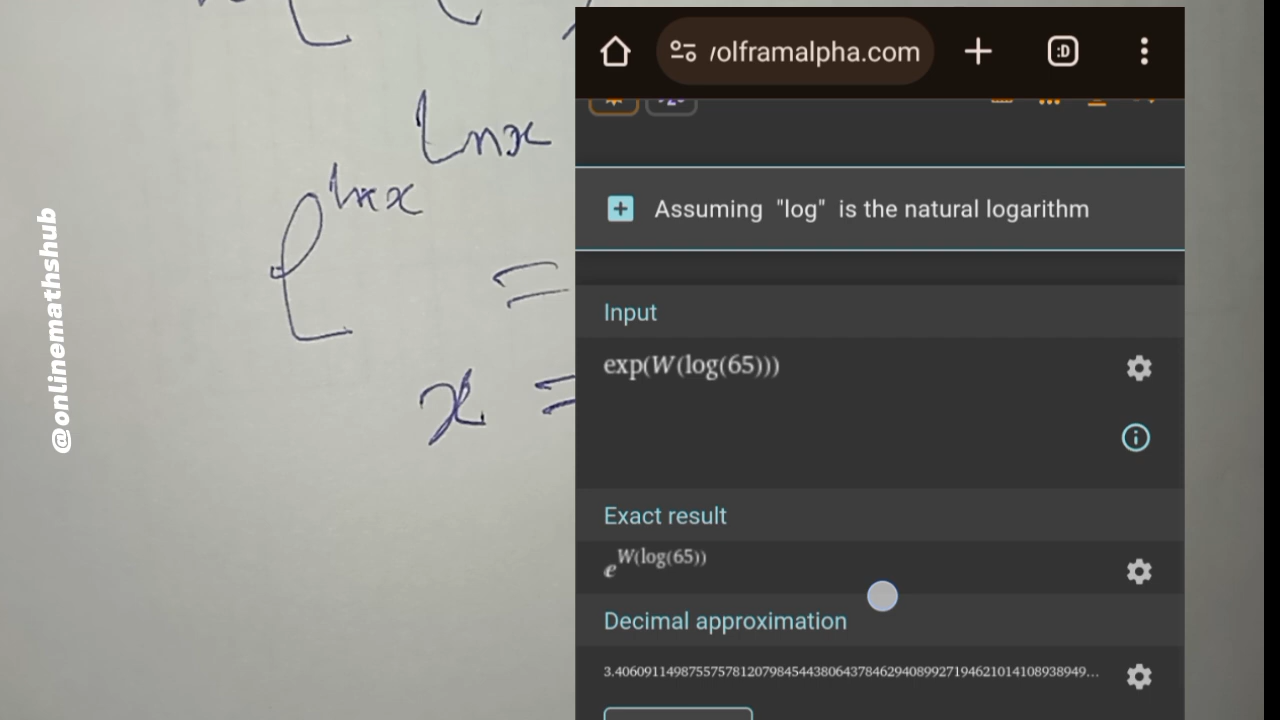 lnx
e^lnx =
x =
@onlinemathshub
volframalpha.com
:D
Assuming "log" is the natural logarithm
Input
exp(W(log(65)))
Exact result
e^W(log(65))
Decimal approximation
3.4060911498755757812079845443806437846294089927194621014108938949...